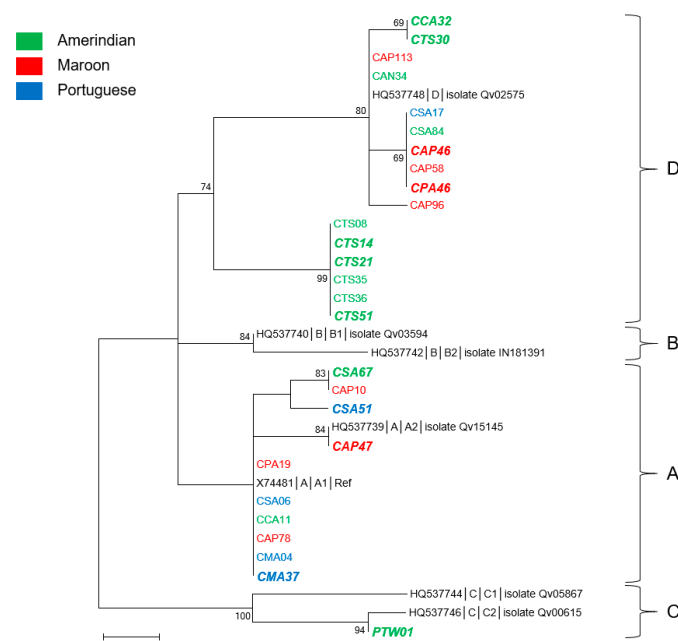 Amerindian
Maroon
Portuguese
69
CCA32
CTS30
CAP113
CAN34
HQ537748|D|isolate Qv02575
80
CSA17
CSA84
CAP46
69
CAP58
CPA46
CAP96
D
74
CTS08
CTS14
CTS21
99
CTS35
CTS36
CTS51
84
HQ537740|B|B1|isolate Qv03594
HQ537742|B|B2|isolate IN181391
B
83
CSA67
CAP10
CSA51
84
HQ537739|A|A2|isolate Qv15145
CAP47
CPA19
X74481|A|A1|Ref
A
CSA06
CCA11
CAP78
CMA04
CMA37
HQ537744|C|C1|isolate Qv05867
100
HQ537746|C|C2|isolate Qv00615
C
94
PTW01